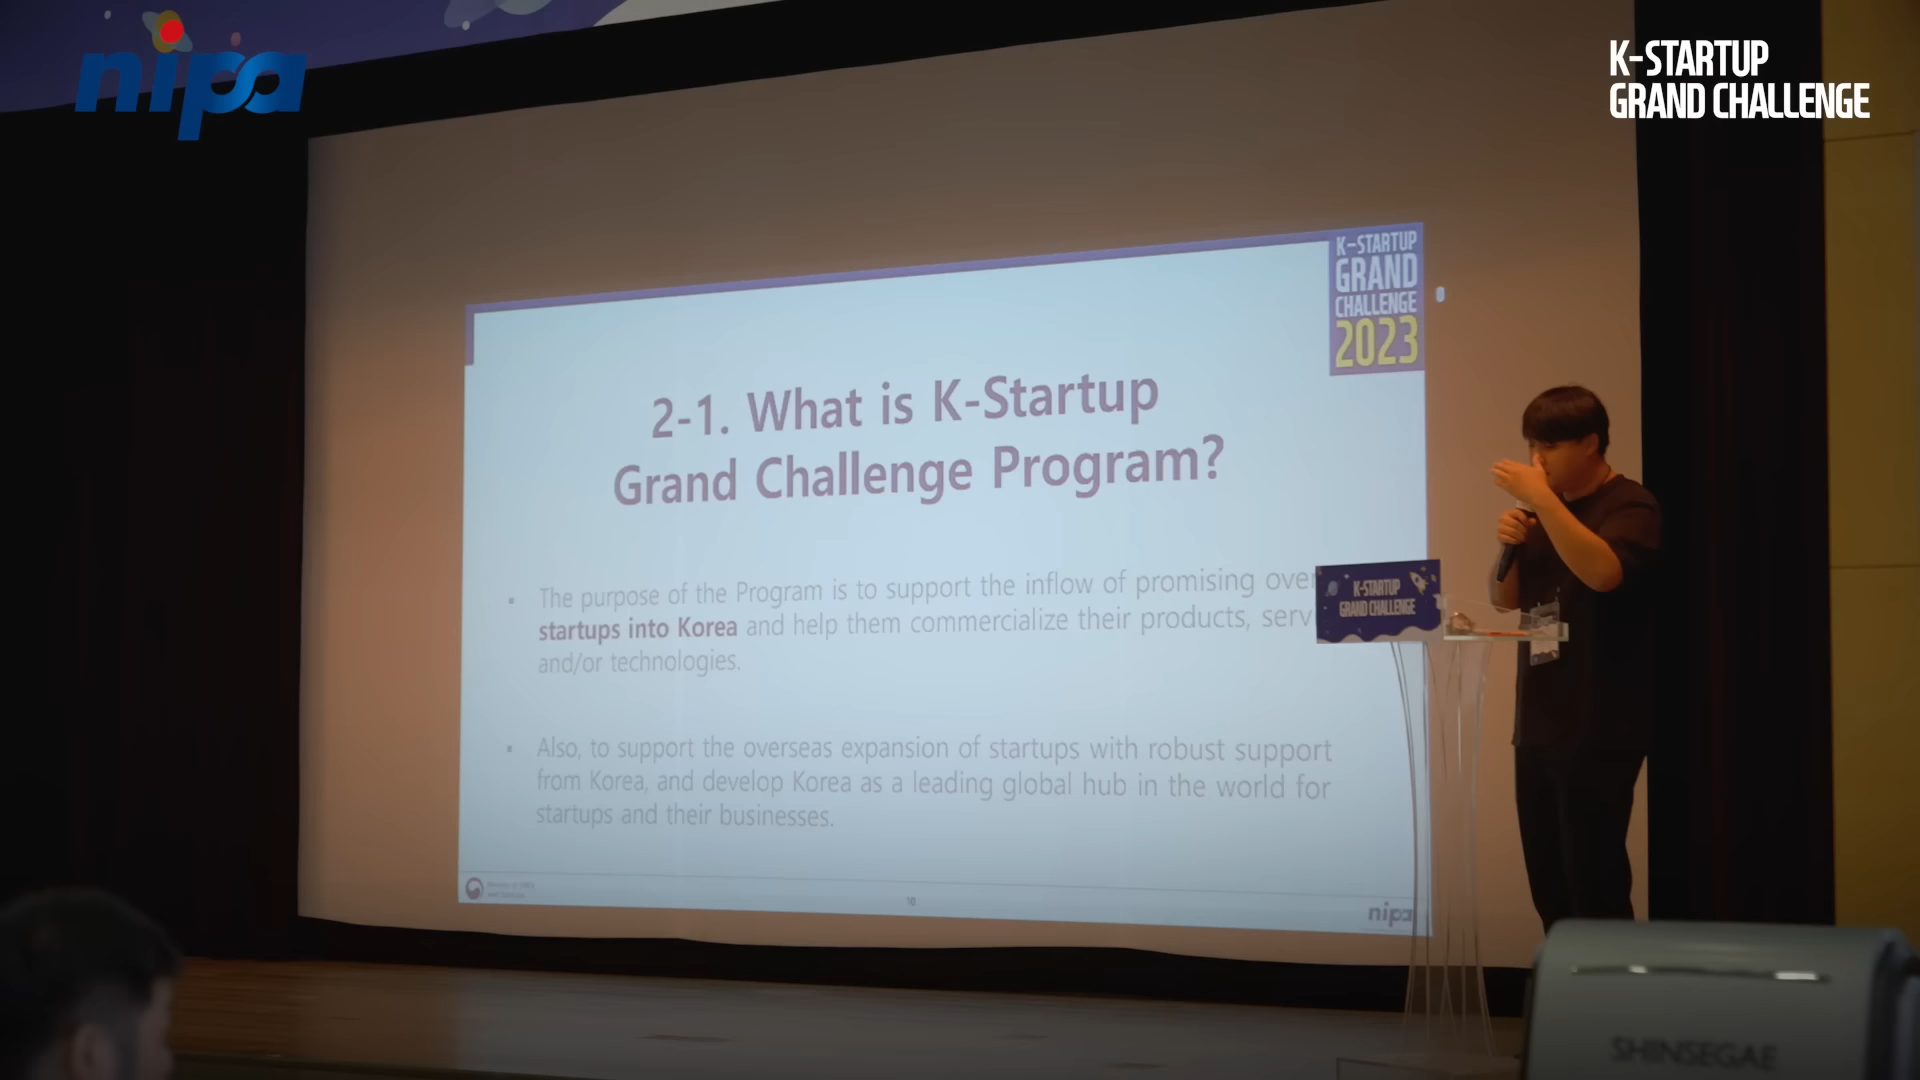 nipa
K-STARTUP
GRAND CHALLENGE
K-STARTUP
GRAND
CHALLENGE
2023
2-1. What is K-Startup
Grand Challenge Program?
▪ The purpose of the Program is to support the inflow of promising over
startups into Korea and help them commercialize their products, serv
and/or technologies.
▪ Also, to support the overseas expansion of startups with robust support
from Korea, and develop Korea as a leading global hub in the world for
startups and their businesses.
10
nipa
K-STARTUP
GRAND CHALLENGE
SHINSEGAE